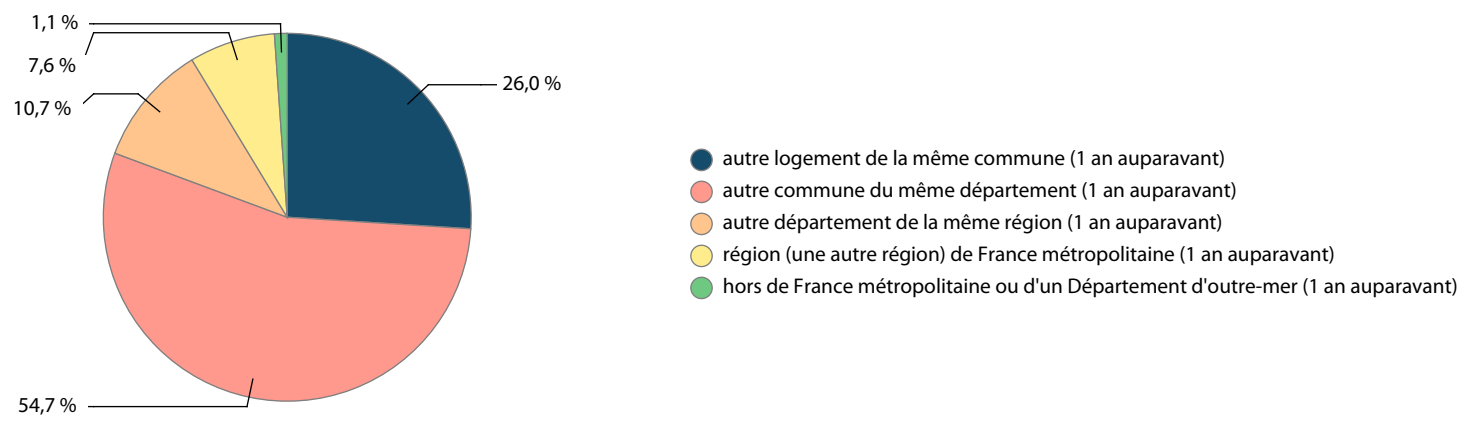 1,1 %
7,6 %
10,7 %
26,0 %
54,7 %
autre logement de la même commune (1 an auparavant)
autre commune du même département (1 an auparavant)
autre département de la même région (1 an auparavant)
région (une autre région) de France métropolitaine (1 an auparavant)
hors de France métropolitaine ou d'un Département d'outre-mer (1 an auparavant)